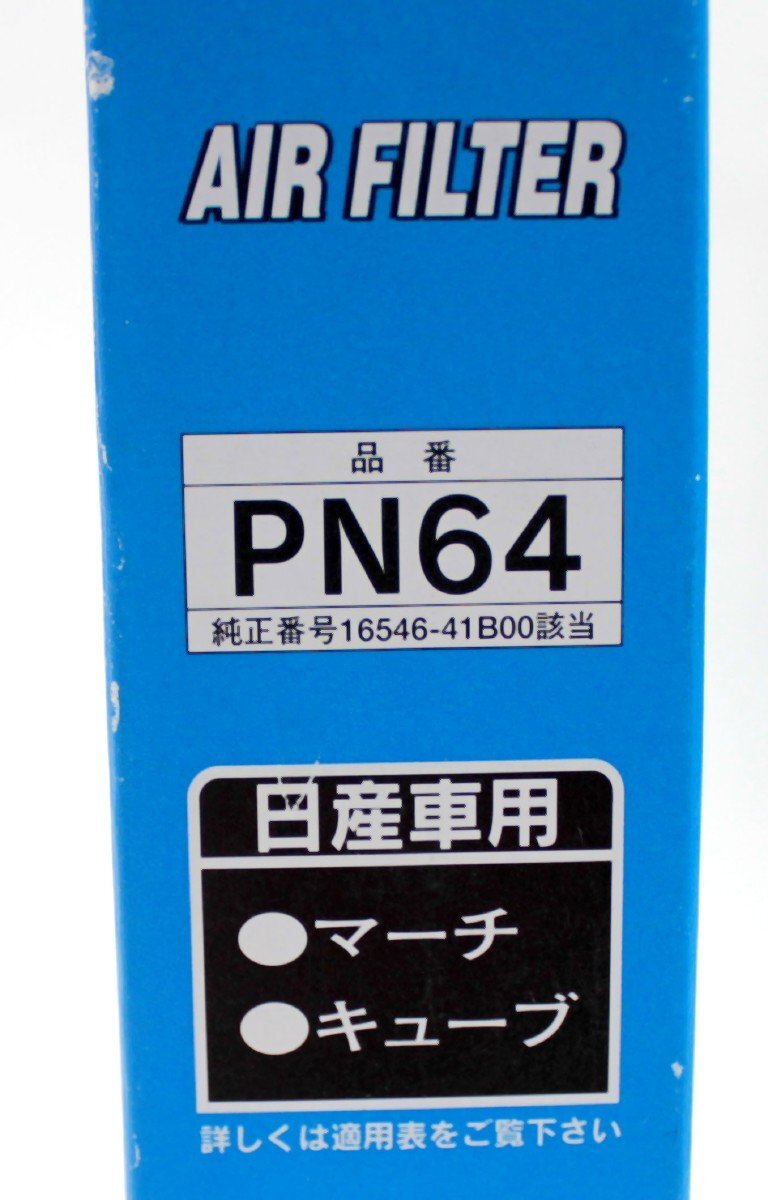 AIR FILTER
品番
PN64
純正番号16546-41B00該当
日産車用
●マーチ
●キューブ
詳しくは適用表をご覧下さい